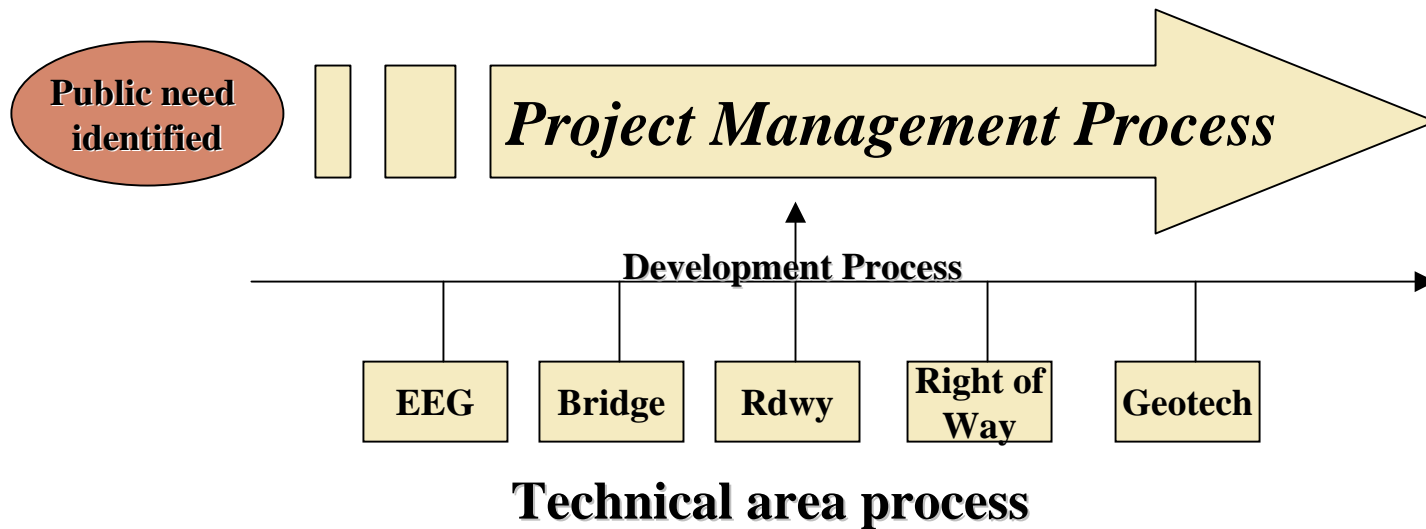 Public need
identified
Project Management Process
Development Process
EEG
Bridge
Rdwy
Right of
Way
Geotech
Technical area process